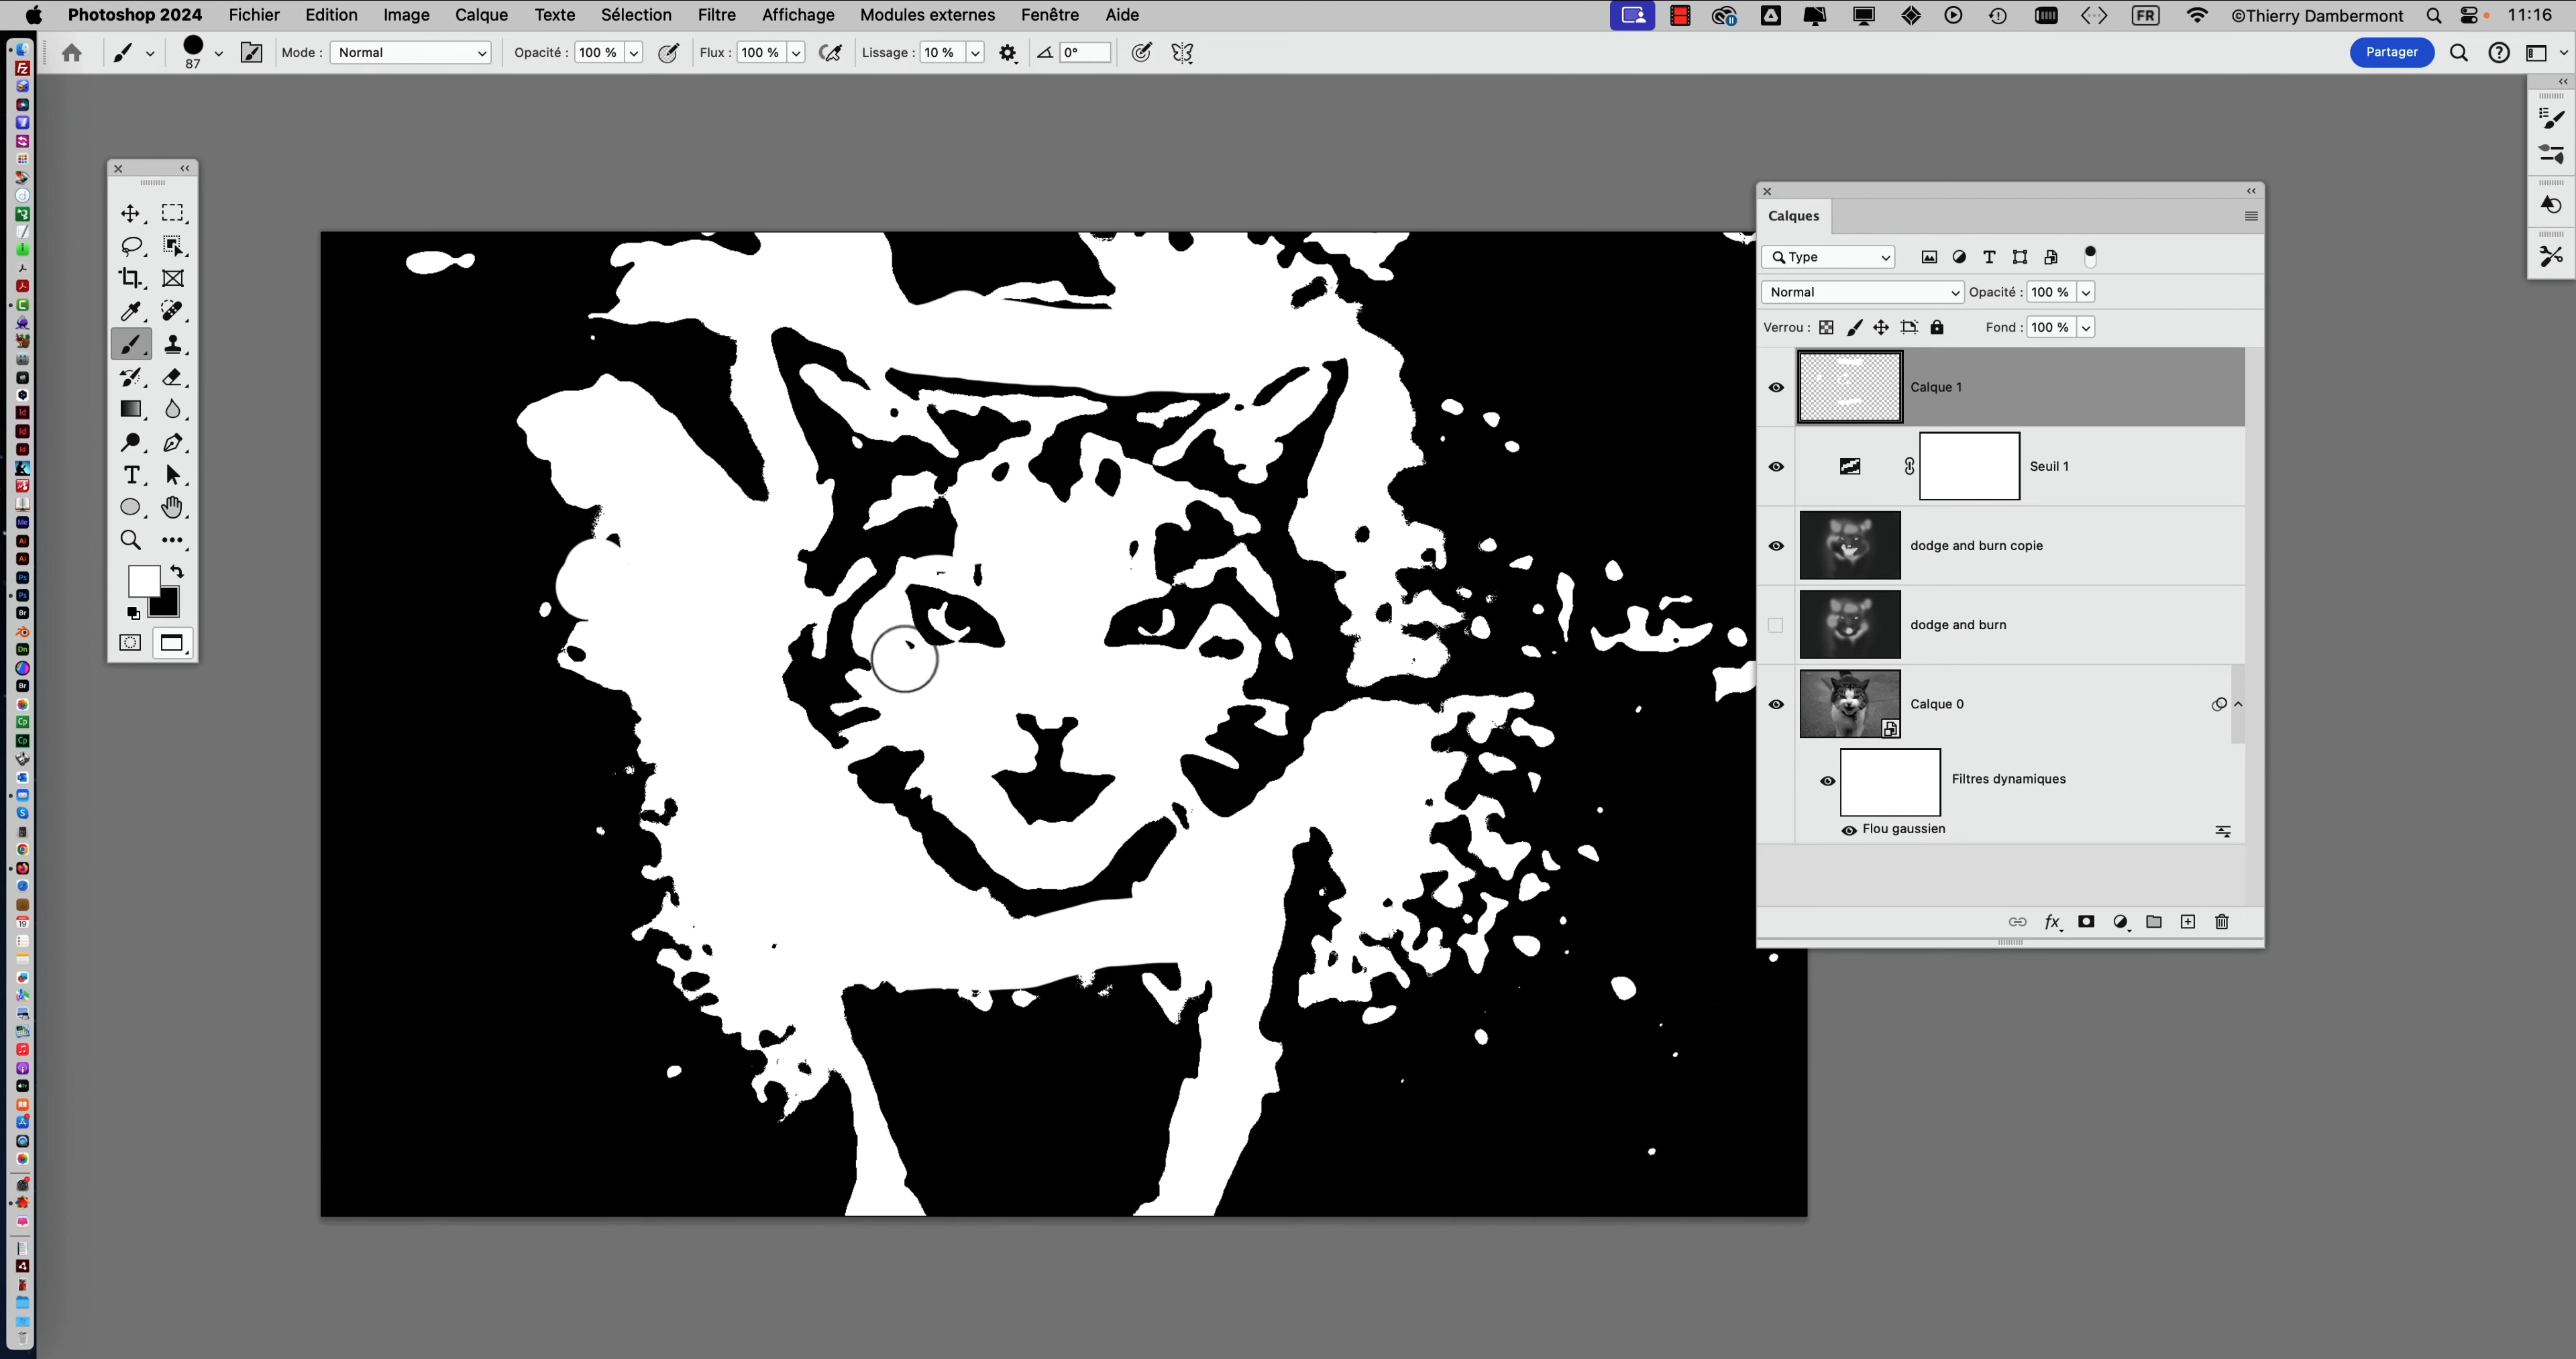 Photoshop 2024 Fichier Edition Image Calque Texte Sélection Filtre Affichage Modules externes Fenêtre Aide FR ©Thierry Dambermont 11:16
87 Mode : Normal Opacité : 100 % Flux : 100 % Lissage : 10 % 0° Partager
Calques
Type
Normal Opacité : 100 %
Verrou : Fond : 100 %
Calque 1
Seuil 1
dodge and burn copie
dodge and burn
Calque 0
Filtres dynamiques
Flou gaussien
fx